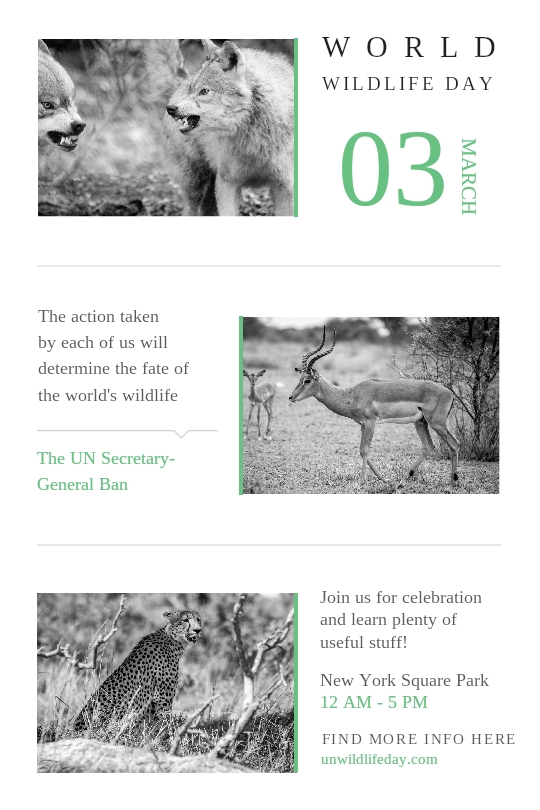 WORLD
WILDLIFE DAY
03
MARCH
The action taken
by each of us will
determine the fate of
the world's wildlife
The UN Secretary-
General Ban
Join us for celebration
and learn plenty of
useful stuff!
New York Square Park
12 AM - 5 PM
FIND MORE INFO HERE
unwildlifeday.com